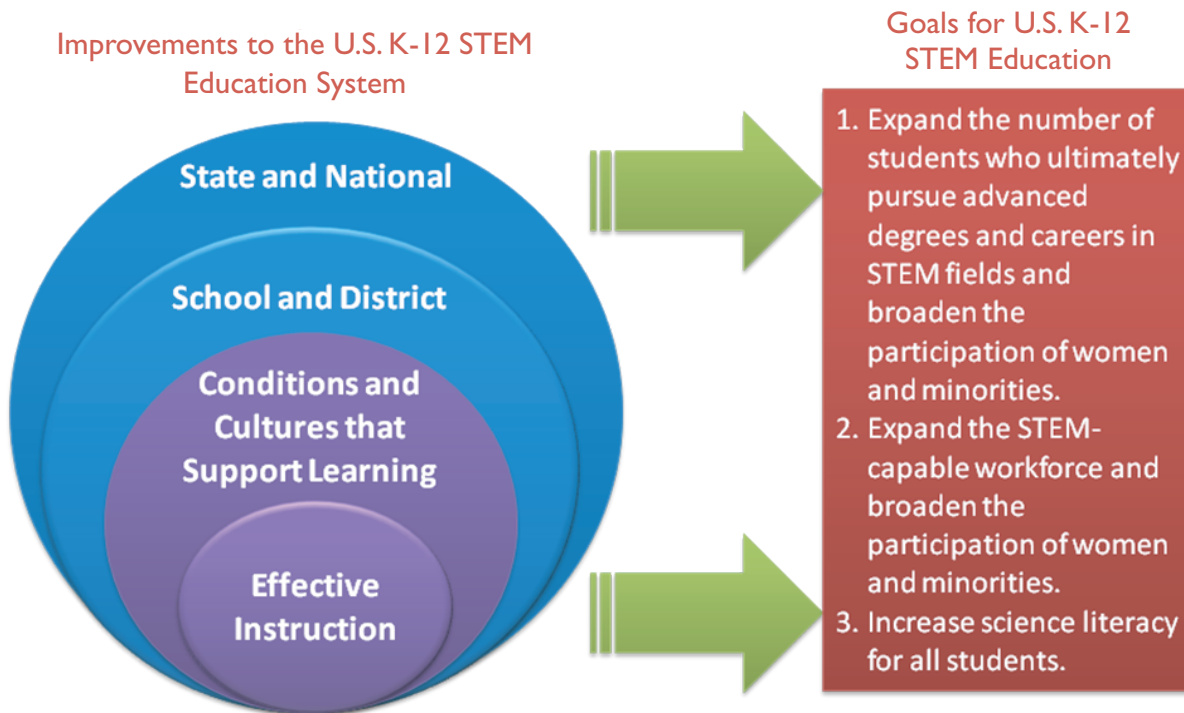 Improvements to the U.S. K-12 STEM
Education System
State and National
School and District
Conditions and
Cultures that
Support Learning
Effective
Instruction
Goals for U.S. K-12
STEM Education
1. Expand the number of
students who ultimately
pursue advanced
degrees and careers in
STEM fields and
broaden the
participation of women
and minorities.
2. Expand the STEM-
capable workforce and
broaden the
participation of women
and minorities.
3. Increase science literacy
for all students.